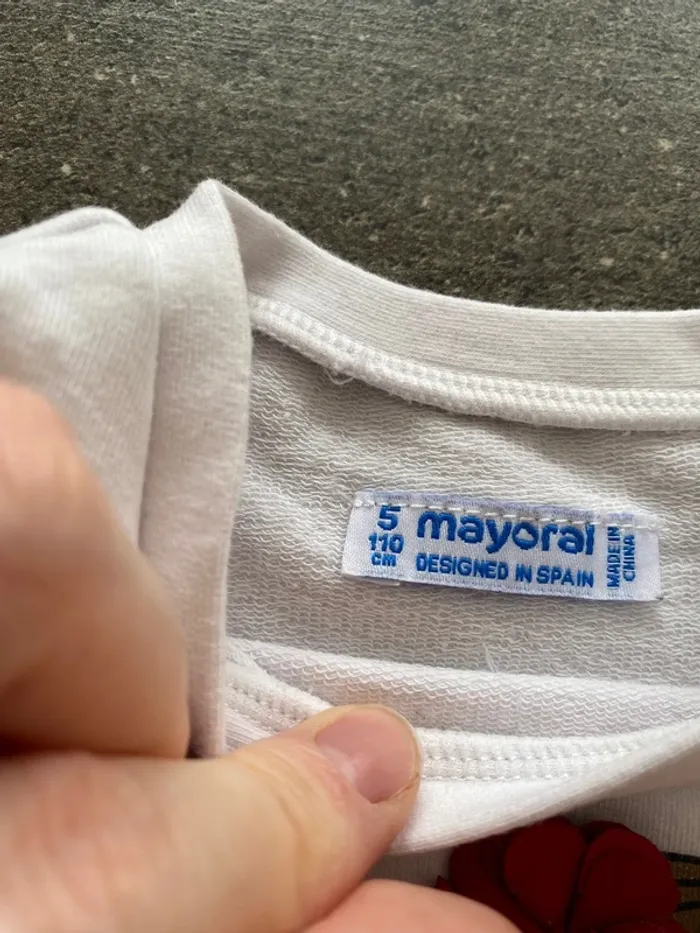 5
110
cm
mayoral
DESIGNED IN SPAIN
MADE IN
CHINA